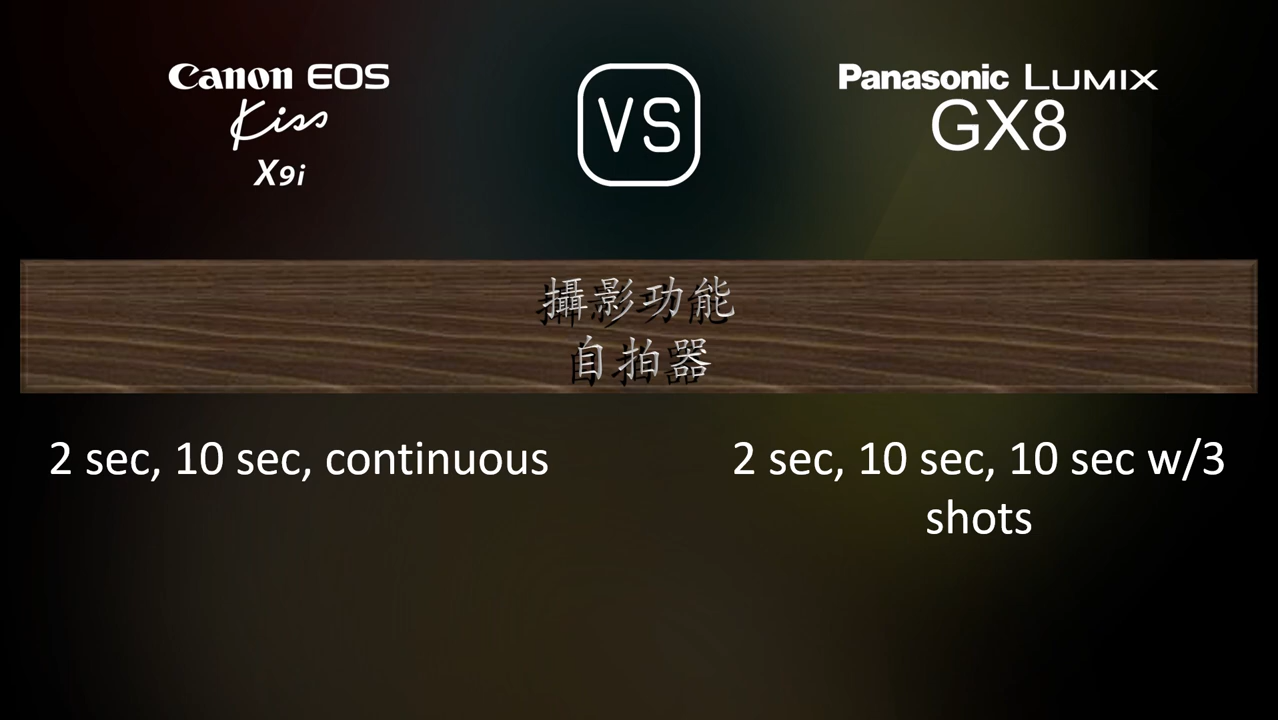 Canon EOS
Kiss
X9i
VS
Panasonic LUMIX
GX8
攝影功能
自拍器
2 sec, 10 sec, continuous
2 sec, 10 sec, 10 sec w/3
shots